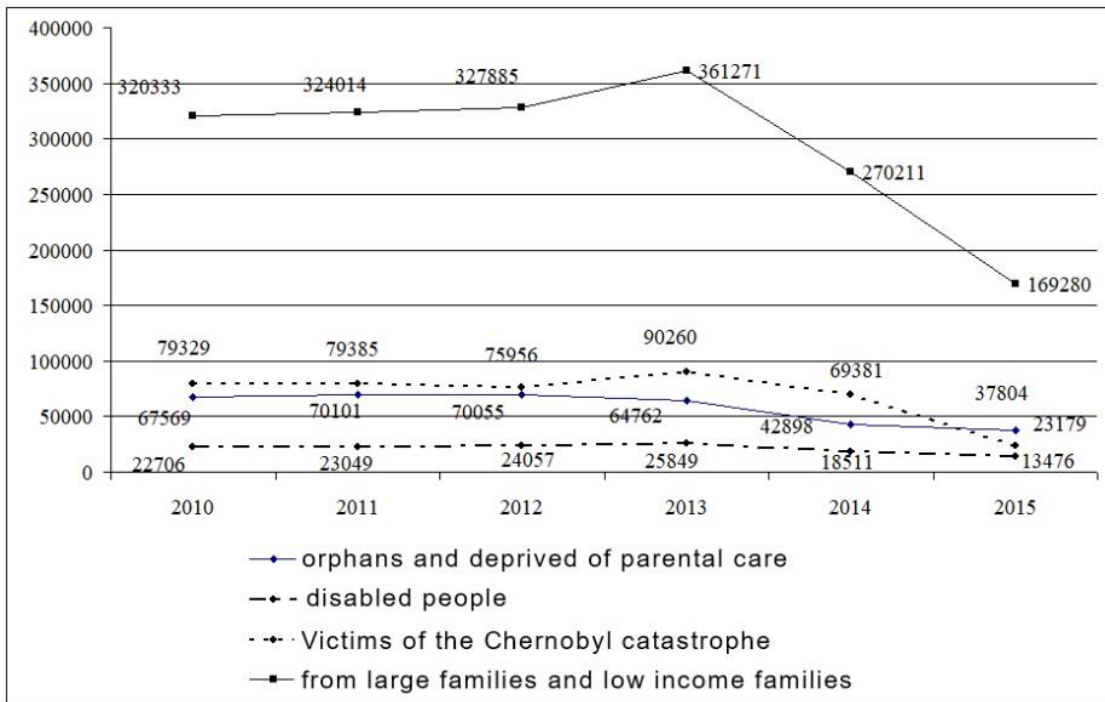 400000
350000
300000
250000
200000
150000
100000
50000
0
320333 324014 327885 361271 270211 169280
79329 79385 75956 90260 69381 37804
67569 70101 70055 64762 42898 23179
22706 23049 24057 25849 18511 13476
2010 2011 2012 2013 2014 2015
orphans and deprived of parental care
disabled people
Victims of the Chernobyl catastrophe
from large families and low income families